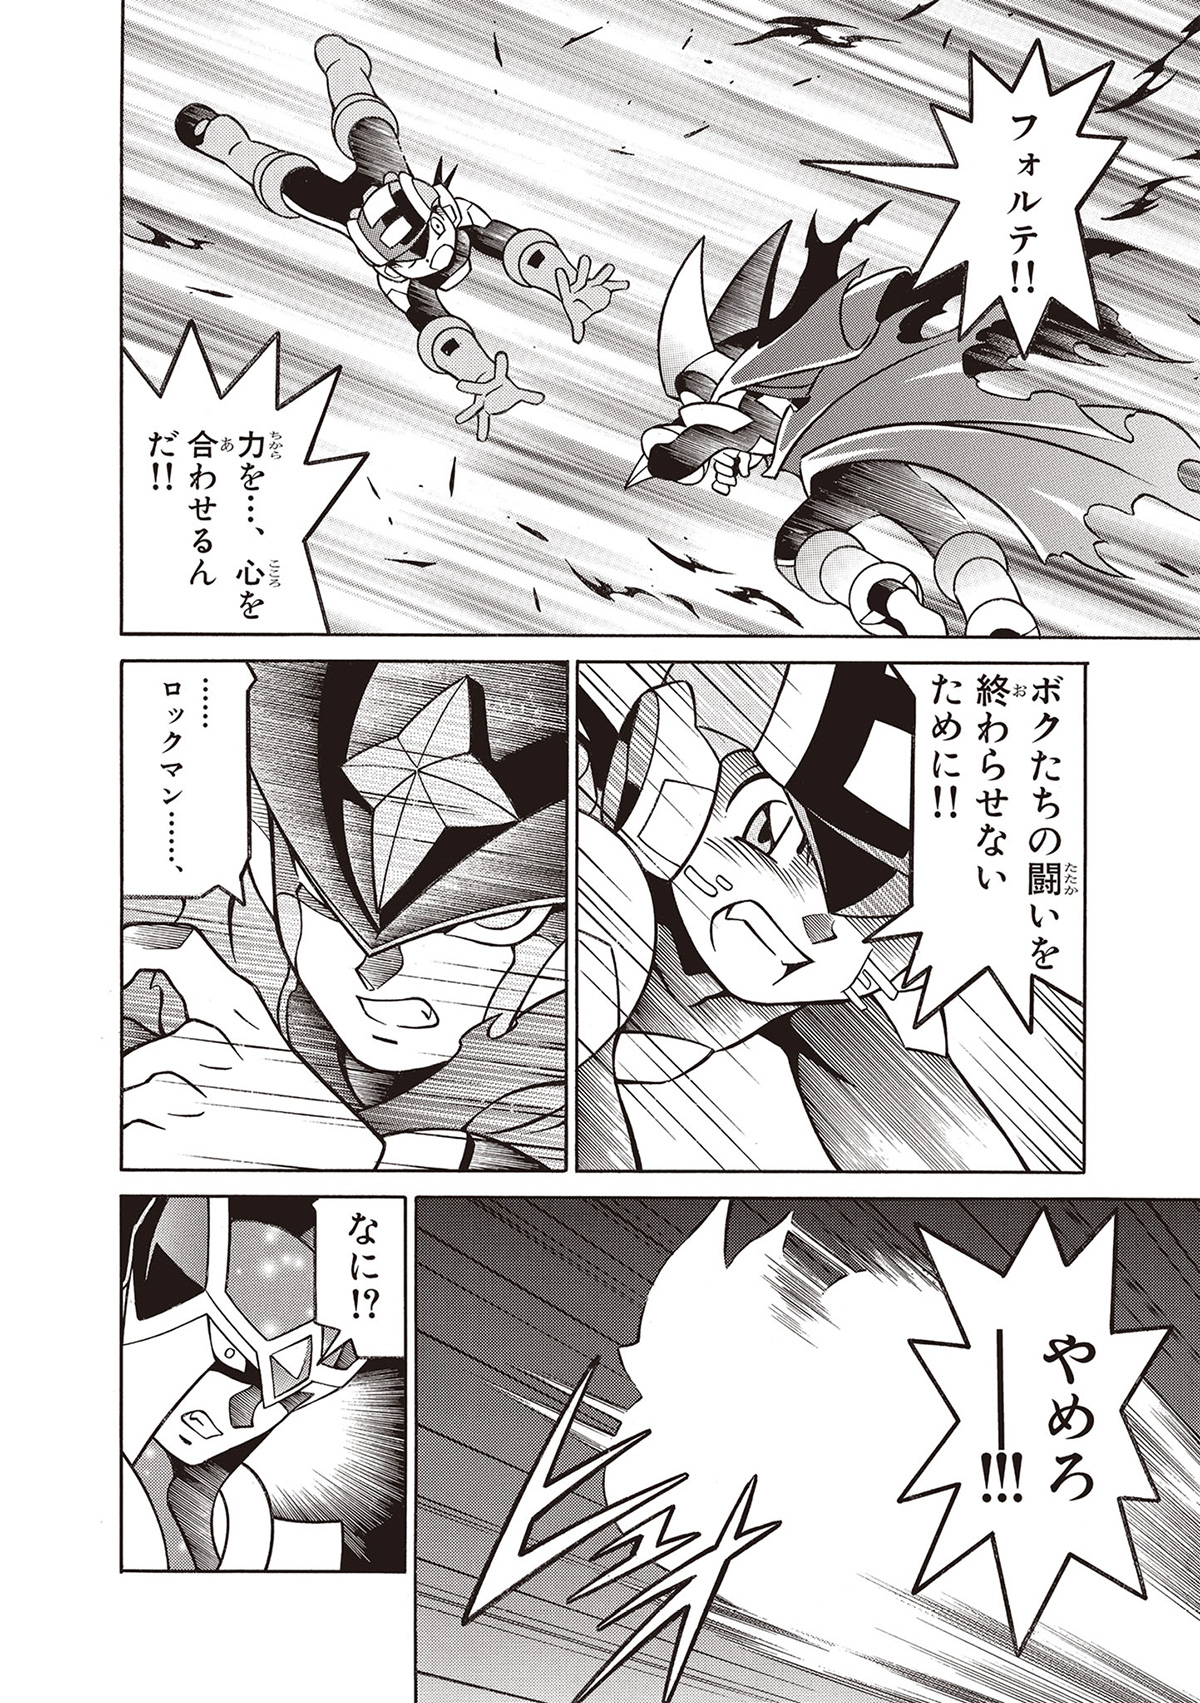 フォルテ!!
力を…、心を
合わせるん
だ!!
ボクたちの闘いを
終わらせない
ために!!
……
ロックマン……、
やめろ
——!!!
なに!?